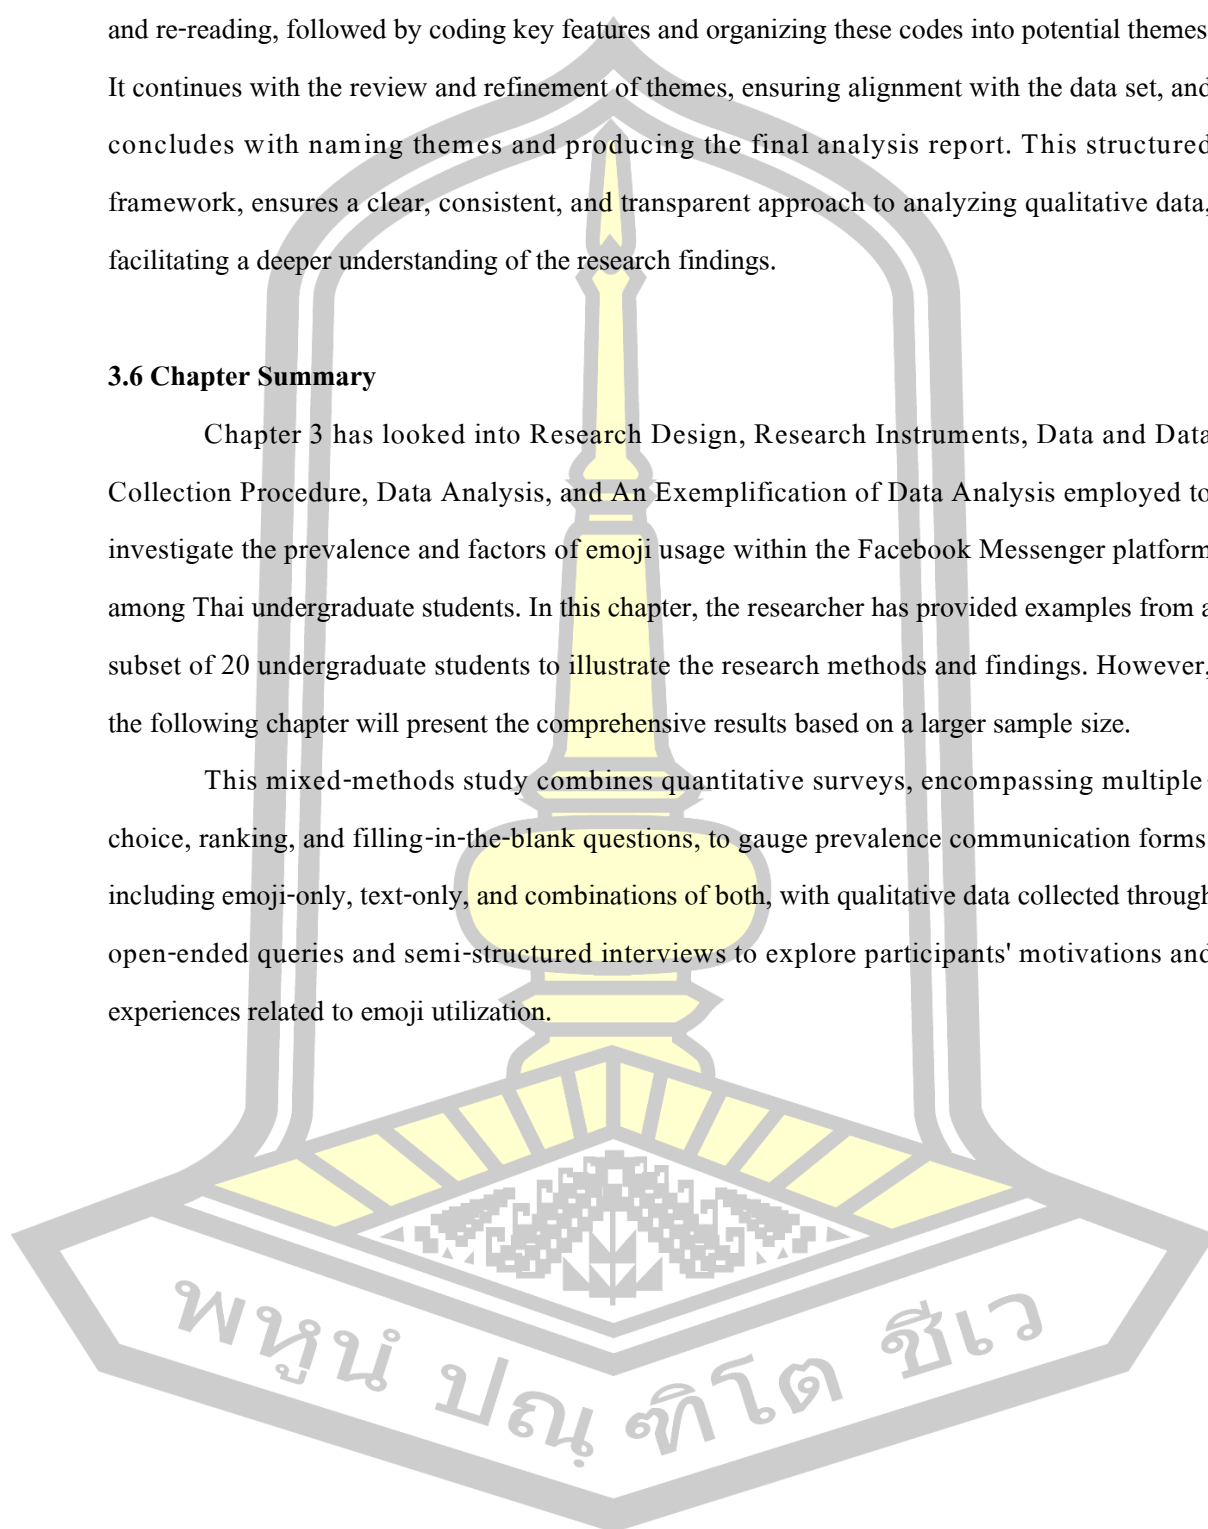 and re-reading, followed by coding key features and organizing these codes into potential themes
It continues with the review and refinement of themes, ensuring alignment with the data set, and
concludes with naming themes and producing the final analysis report. This structured
framework, ensures a clear, consistent, and transparent approach to analyzing qualitative data,
facilitating a deeper understanding of the research findings.
3.6 Chapter Summary
Chapter 3 has looked into Research Design, Research Instruments, Data and Data
Collection Procedure, Data Analysis, and An Exemplification of Data Analysis employed to
investigate the prevalence and factors of emoji usage within the Facebook Messenger platform
among Thai undergraduate students. In this chapter, the researcher has provided examples from a
subset of 20 undergraduate students to illustrate the research methods and findings. However,
the following chapter will present the comprehensive results based on a larger sample size.
This mixed-methods study combines quantitative surveys, encompassing multiple-
choice, ranking, and filling-in-the-blank questions, to gauge prevalence communication forms
including emoji-only, text-only, and combinations of both, with qualitative data collected through
open-ended queries and semi-structured interviews to explore participants' motivations and
experiences related to emoji utilization.
พหูนํ ปณฺฑิโต ชีเว